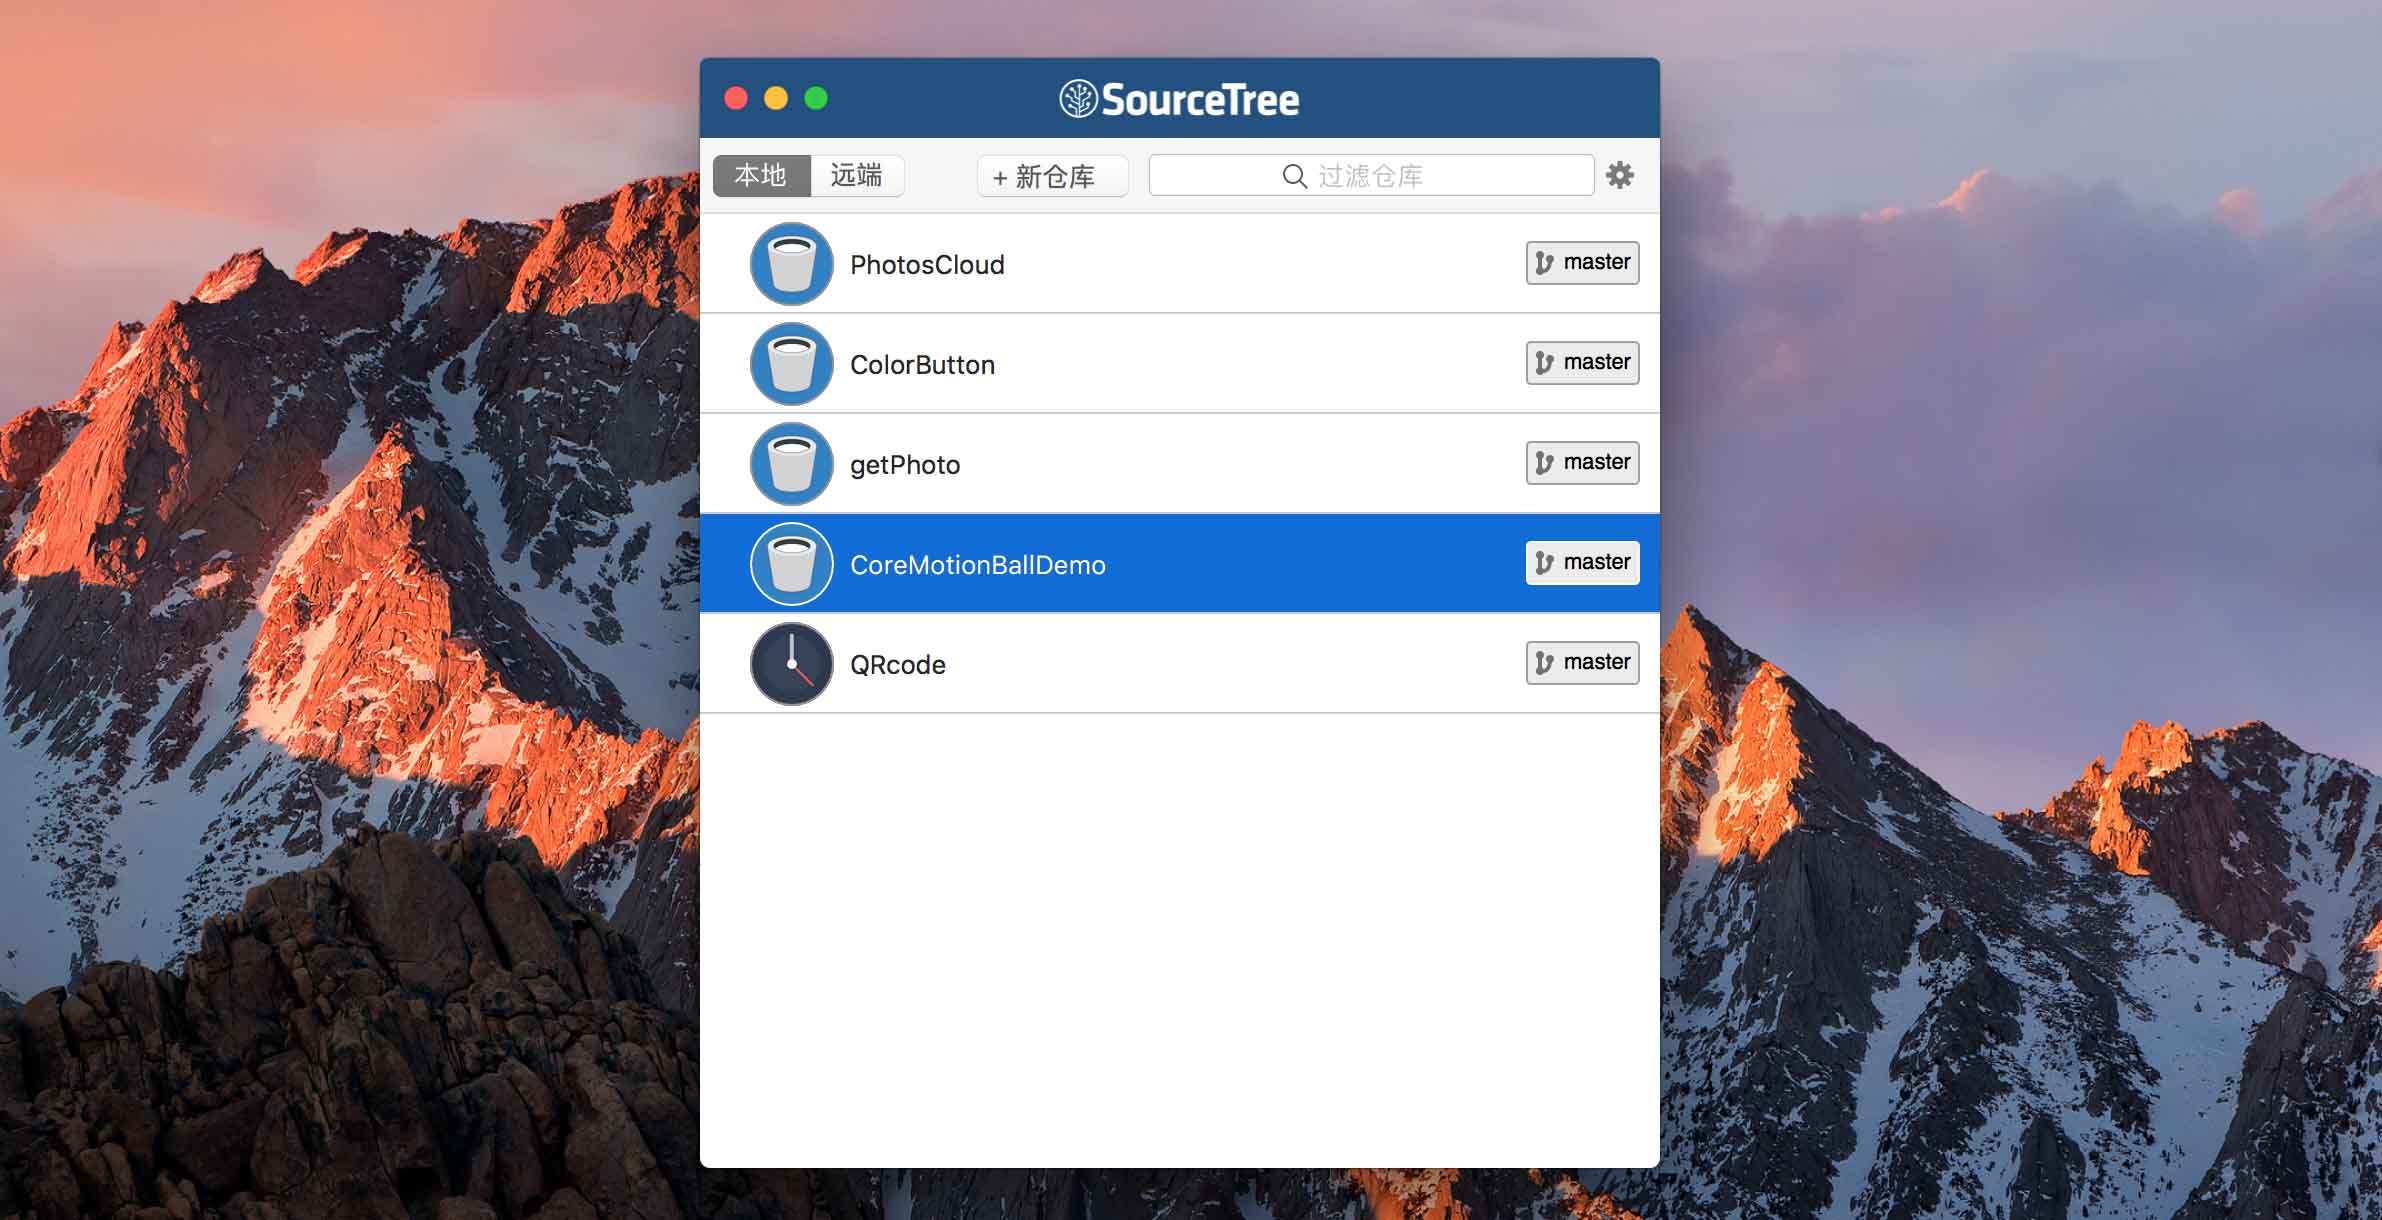 SourceTree
本地 远端 + 新仓库 过滤仓库
PhotosCloud master
ColorButton master
getPhoto master
CoreMotionBallDemo master
QRcode master